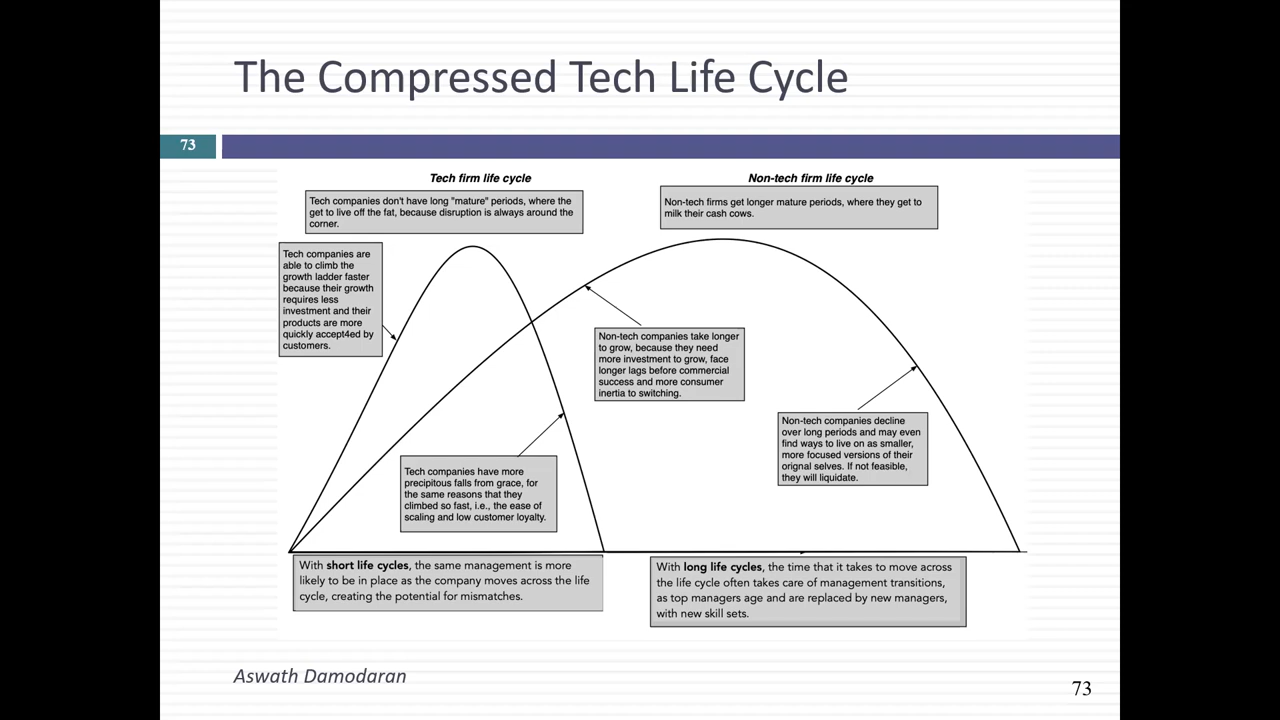 The Compressed Tech Life Cycle
73
Tech firm life cycle
Tech companies don't have long "mature" periods, where the
get to live off the fat, because disruption is always around the
corner.
Non-tech firm life cycle
Non-tech firms get longer mature periods, where they get to
milk their cash cows.
Tech companies are
able to climb the
growth ladder faster
because their growth
requires less
investment and their
products are more
quickly accept4ed by
customers.
Non-tech companies take longer
to grow, because they need
more investment to grow, face
longer lags before commercial
success and more consumer
inertia to switching.
Non-tech companies decline
over long periods and may even
find ways to live on as smaller,
more focused versions of their
orignal selves. If not feasible,
they will liquidate.
Tech companies have more
precipitous falls from grace, for
the same reasons that they
climbed so fast, i.e., the ease of
scaling and low customer loyalty.
With short life cycles, the same management is more
likely to be in place as the company moves across the life
cycle, creating the potential for mismatches.
With long life cycles, the time that it takes to move across
the life cycle often takes care of management transitions,
as top managers age and are replaced by new managers,
with new skill sets.
Aswath Damodaran
73